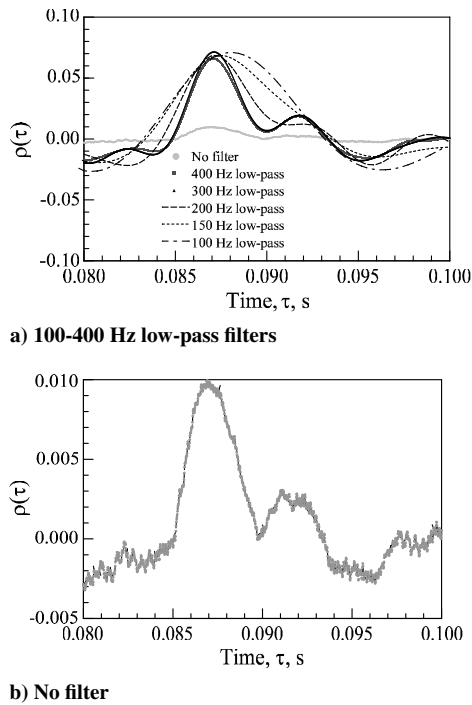 0.10
0.05
0.00
-0.05
-0.10
ρ(τ)
No filter
400 Hz low-pass
300 Hz low-pass
200 Hz low-pass
150 Hz low-pass
100 Hz low-pass
0.080 0.085 0.090 0.095 0.100
Time, τ, s
a) 100-400 Hz low-pass filters
0.010
0.005
0.000
-0.005
ρ(τ)
0.080 0.085 0.090 0.095 0.100
Time, τ, s
b) No filter